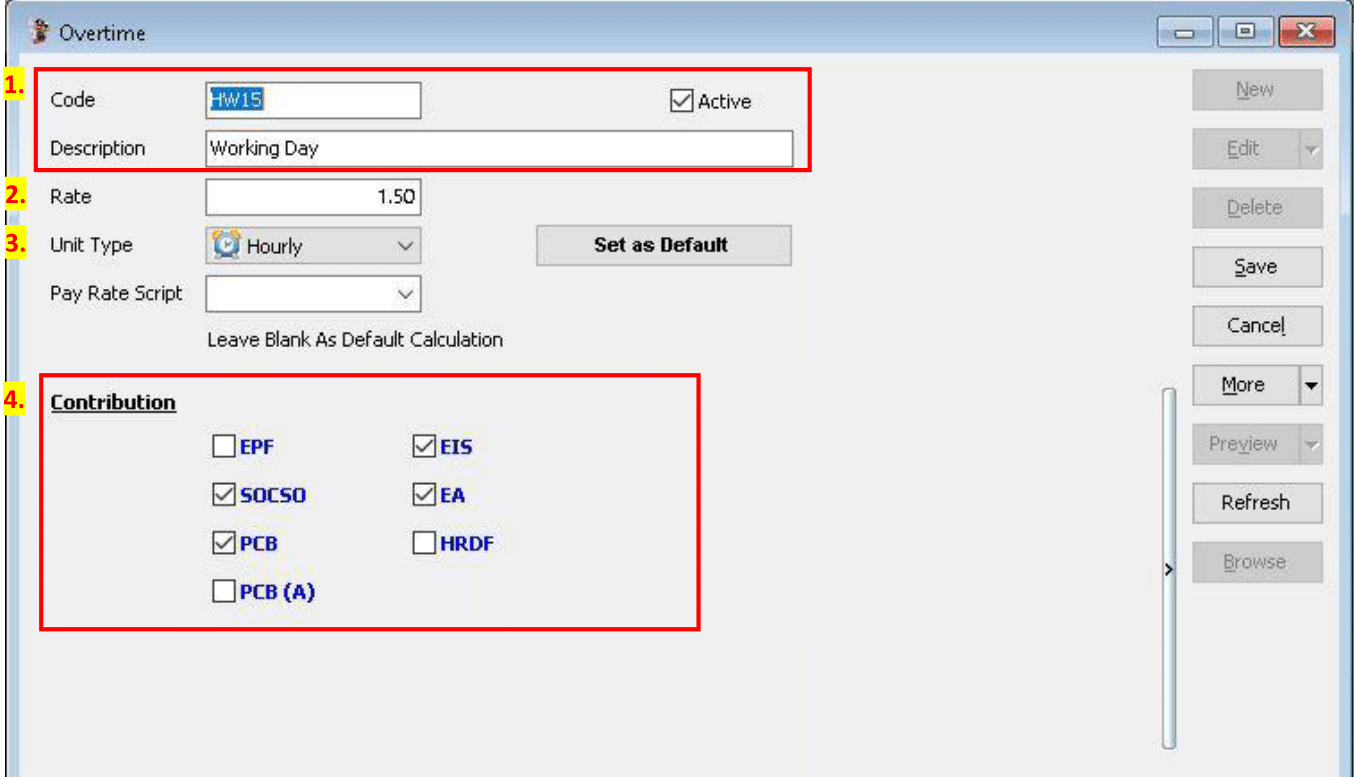 Overtime
1.
Code HW15 Active
Description Working Day
2. Rate 1.50
3. Unit Type Hourly Set as Default
Pay Rate Script
Leave Blank As Default Calculation
4.
Contribution
EPF EIS
SOCSO EA
PCB HRDF
PCB (A)
New
Edit
Delete
Save
Cancel
More
Preview
Refresh
Browse